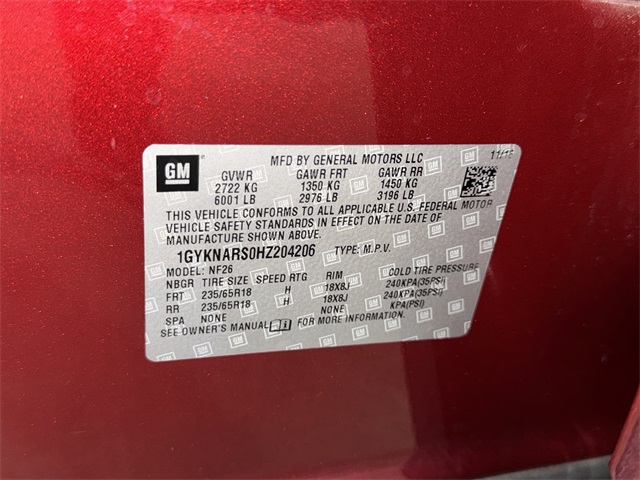 GM
MFD BY GENERAL MOTORS LLC
GVWR GAWR FRT GAWR RR
2722 KG 1350 KG 1450 KG
6001 LB 2976 LB 3196 LB
THIS VEHICLE CONFORMS TO ALL APPLICABLE U.S. FEDERAL MOTOR
VEHICLE SAFETY STANDARDS IN EFFECT ON THE DATE OF
MANUFACTURE SHOWN ABOVE.
1GYKNARS0HZ204206 TYPE: M.P.V.
MODEL: NF26
NBGR TIRE SIZE SPEED RTG RIM COLD TIRE PRESSURE
FRT 235/65R18 H 18X8J 240KPA(35PSI)
RR 235/65R18 H 18X8J 240KPA(35PSI)
SPA NONE NONE KPA(PSI)
SEE OWNER'S MANUAL FOR MORE INFORMATION.